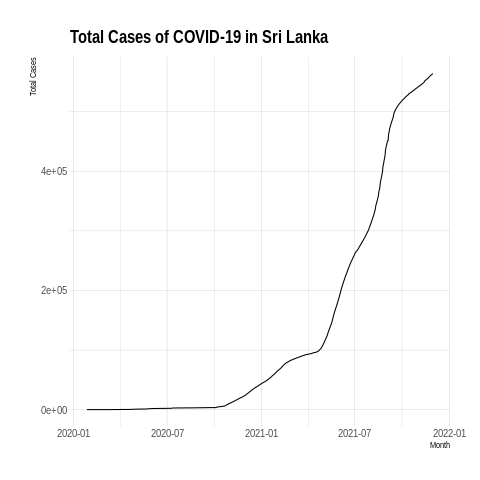 Total Cases of COVID-19 in Sri Lanka
Total Cases
4e+05
2e+05
0e+00
2020-01 2020-07 2021-01 2021-07 2022-01
Month